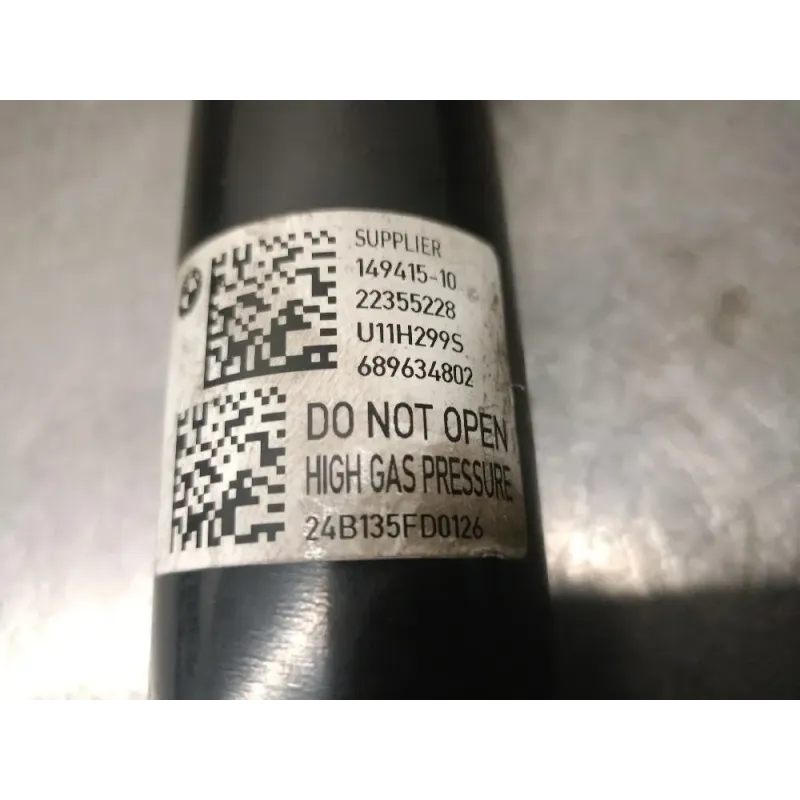 SUPPLIER
149415-10
22355228
U11H299S
689634802
DO NOT OPEN
HIGH GAS PRESSURE
24B135FD0126